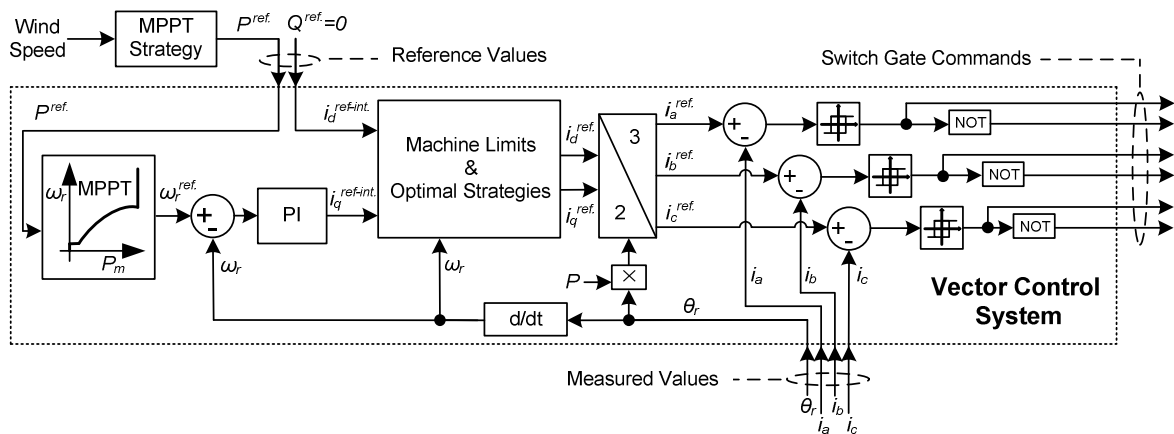 Wind Speed
MPPT Strategy
P^ref.
Q^ref=0
Reference Values
Switch Gate Commands
P^ref.
i_d^ref-int.
Machine Limits
&
Optimal Strategies
i_d^ref.
i_q^ref.
3
2
i_a^ref.
i_b^ref.
i_c^ref.
+
-
+
-
+
-
NOT
NOT
NOT
MPPT
ω_r
P_m
ω_r^ref.
+
-
PI
i_q^ref-int.
ω_r
ω_r
P
×
d/dt
θ_r
i_a
i_b
i_c
Vector Control
System
Measured Values
θ_r
i_a
i_b
i_c